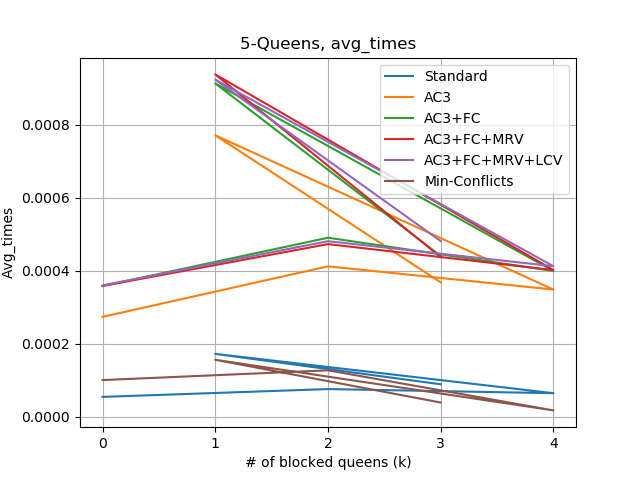 5-Queens, avg_times
Standard
AC3
AC3+FC
AC3+FC+MRV
AC3+FC+MRV+LCV
Min-Conflicts
0.0008
0.0006
0.0004
0.0002
0.0000
Avg_times
0 1 2 3 4
# of blocked queens (k)